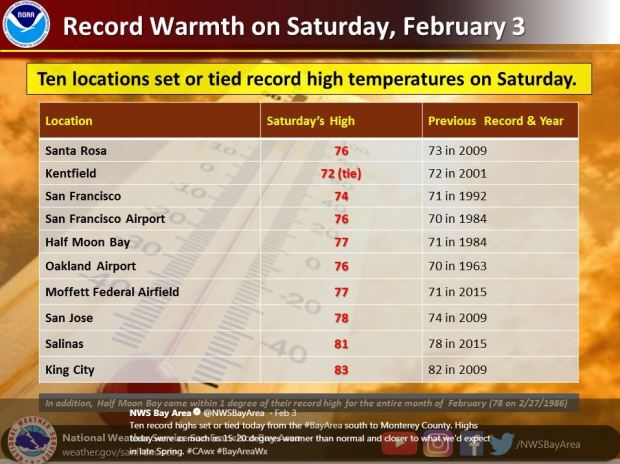 NOAA
Record Warmth on Saturday, February 3
Ten locations set or tied record high temperatures on Saturday.
Location Saturday's High Previous Record & Year
Santa Rosa 76 73 in 2009
Kentfield 72 (tie) 72 in 2001
San Francisco 74 71 in 1992
San Francisco Airport 76 70 in 1984
Half Moon Bay 77 71 in 1984
Oakland Airport 76 70 in 1963
Moffett Federal Airfield 77 71 in 2015
San Jose 78 74 in 2009
Salinas 81 78 in 2015
King City 83 82 in 2009
In addition, Half Moon Bay came within 1 degree of their record high for the entire month of February (78 on 2/27/1986)
NWS Bay Area @NWSBayArea - Feb 3
Ten record highs set or tied today from the #BayArea south to Monterey County. Highs
today were as much as 15-20 degrees warmer than normal and closer to what we'd expect
in late Spring. #CAwx #BayAreaWx
National Weather Service
weather.gov/
/NWSBayArea